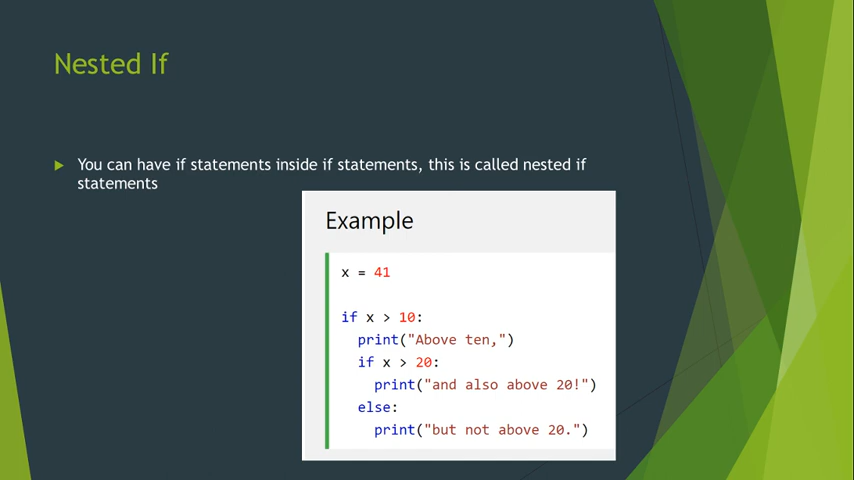 Nested If
You can have if statements inside if statements, this is called nested if
statements
Example
x = 41
if x > 10:
  print("Above ten,")
  if x > 20:
    print("and also above 20!")
  else:
    print("but not above 20.")